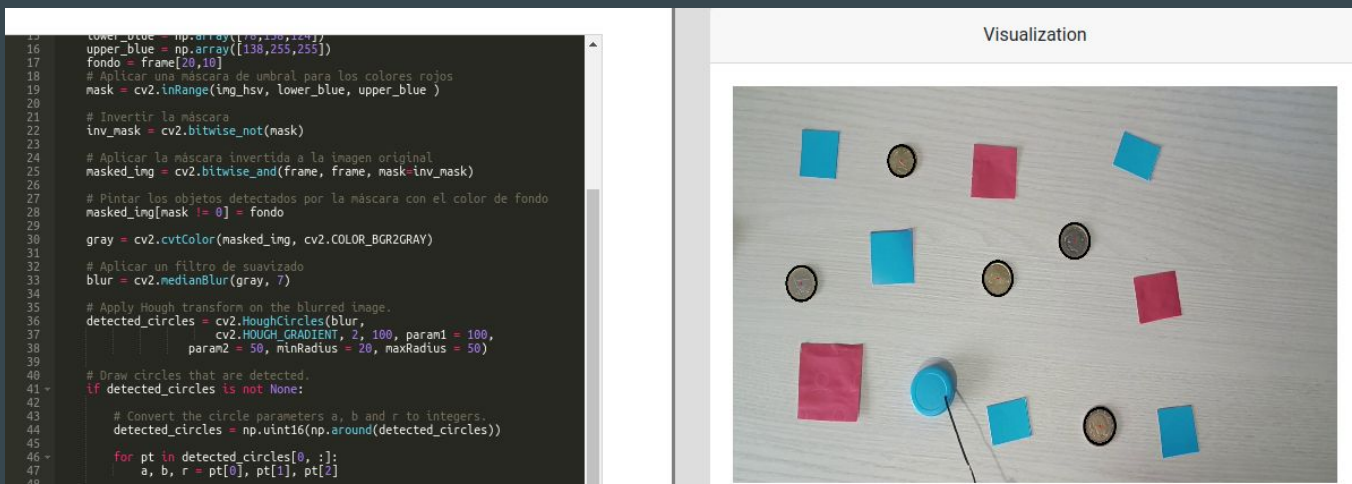 15 lower_blue = np.array([78,158,124])
16 upper_blue = np.array([138,255,255])
17 fondo = frame[20,10]
18 # Aplicar una máscara de umbral para los colores rojos
19 mask = cv2.inRange(img_hsv, lower_blue, upper_blue )
20
21 # Invertir la máscara
22 inv_mask = cv2.bitwise_not(mask)
23
24 # Aplicar la máscara invertida a la imagen original
25 masked_img = cv2.bitwise_and(frame, frame, mask=inv_mask)
26
27 # Pintar los objetos detectados por la máscara con el color de fondo
28 masked_img[mask != 0] = fondo
29
30 gray = cv2.cvtColor(masked_img, cv2.COLOR_BGR2GRAY)
31
32 # Aplicar un filtro de suavizado
33 blur = cv2.medianBlur(gray, 7)
34
35 # Apply Hough transform on the blurred image.
36 detected_circles = cv2.HoughCircles(blur,
37 cv2.HOUGH_GRADIENT, 2, 100, param1 = 100,
38 param2 = 50, minRadius = 20, maxRadius = 50)
39
40 # Draw circles that are detected.
41 if detected_circles is not None:
42
43 # Convert the circle parameters a, b and r to integers.
44 detected_circles = np.uint16(np.around(detected_circles))
45
46 for pt in detected_circles[0, :]:
47 a, b, r = pt[0], pt[1], pt[2]
48
Visualization